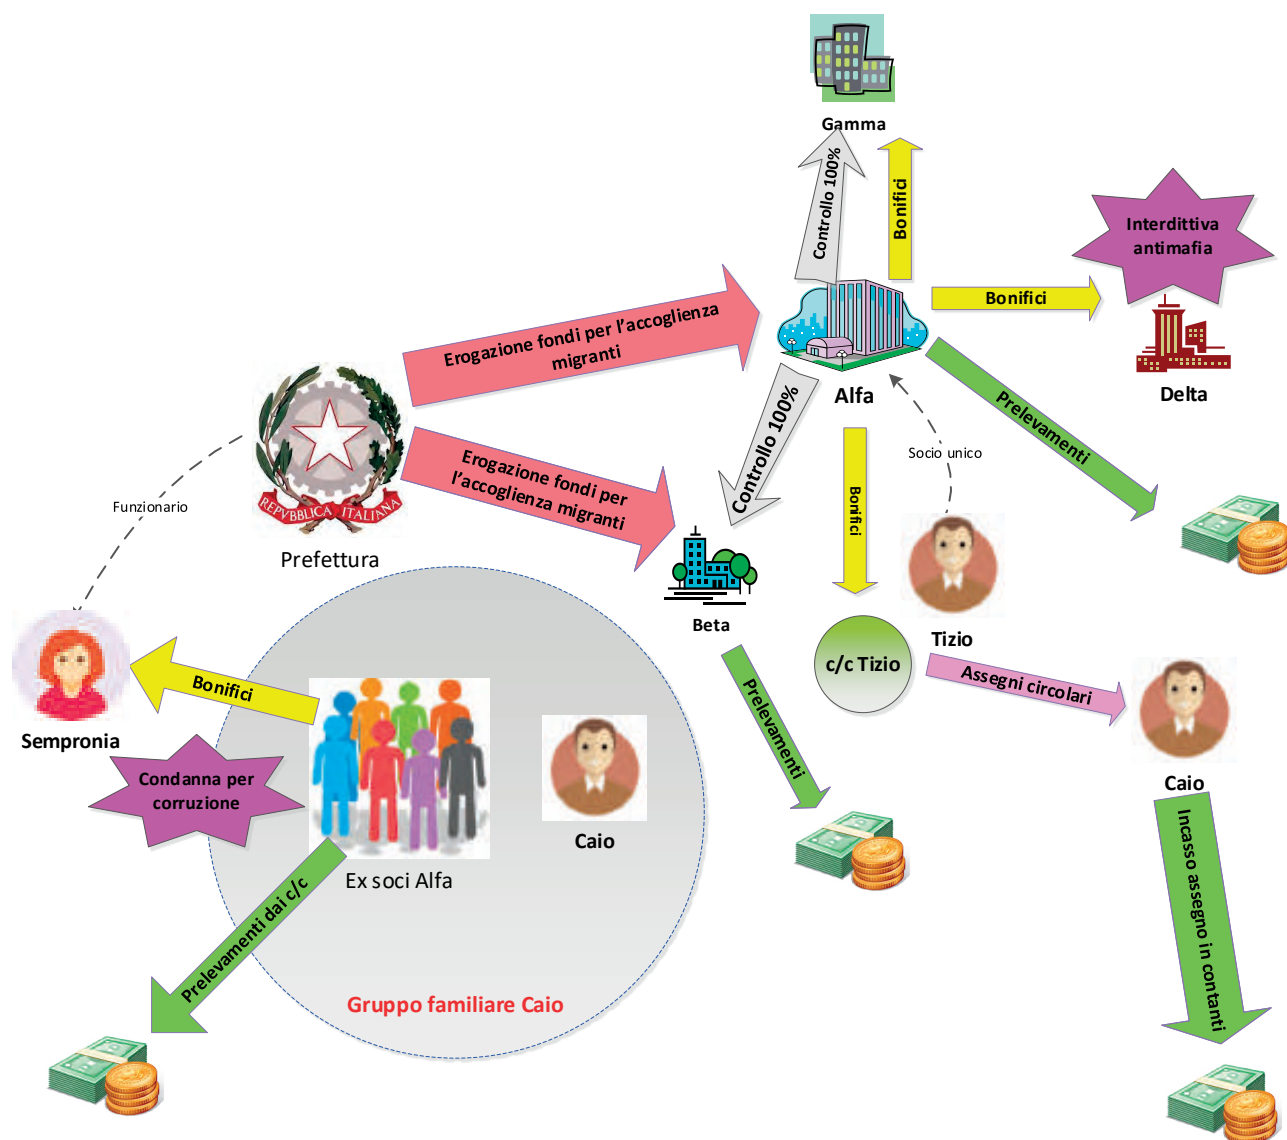 Gamma
Controllo 100%
Bonifici
Interdittiva
antimafia
Bonifici
Erogazione fondi per l'accoglienza
migranti
Alfa
Delta
Prelevamenti
Controllo 100%
Socio unico
Erogazione fondi per
l'accoglienza migranti
Bonifici
Funzionario
REPVBBLICA ITALIANA
Prefettura
Beta
Tizio
c/c Tizio
Assegni circolari
Bonifici
Prelevamenti
Sempronia
Condanna per
corruzione
Caio
Caio
Ex soci Alfa
Incasso assegno in contanti
Prelevamenti dai c/c
Gruppo familiare Caio